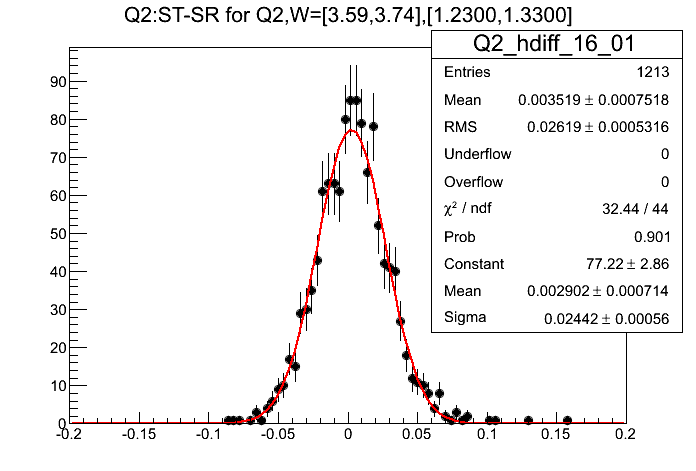 Q2:ST-SR for Q2,W=[3.59,3.74],[1.2300,1.3300]
Q2_hdiff_16_01
Entries 1213
Mean 0.003519 ± 0.0007518
RMS 0.02619 ± 0.0005316
Underflow 0
Overflow 0
χ² / ndf 32.44 / 44
Prob 0.901
Constant 77.22 ± 2.86
Mean 0.002902 ± 0.000714
Sigma 0.02442 ± 0.00056
90
80
70
60
50
40
30
20
10
0
-0.2 -0.15 -0.1 -0.05 0 0.05 0.1 0.15 0.2